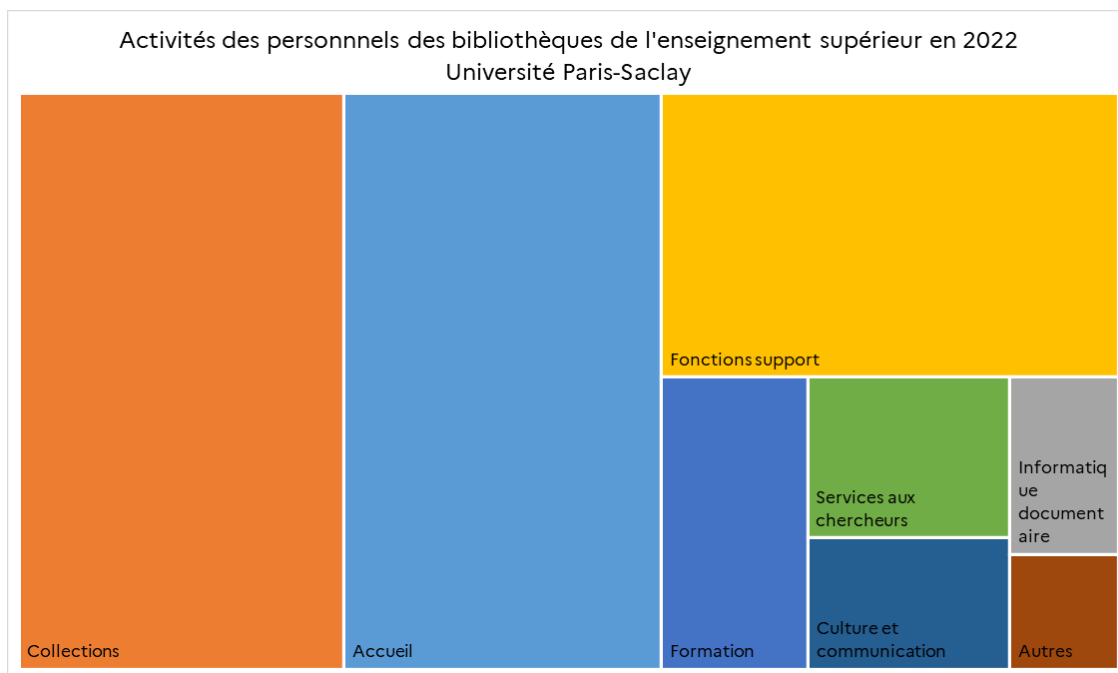 Activités des personnnels des bibliothèques de l'enseignement supérieur en 2022
Université Paris-Saclay
Fonctions support
Informatiq
ue
document
aire
Services aux
chercheurs
Collections
Accueil
Formation
Culture et
communication
Autres